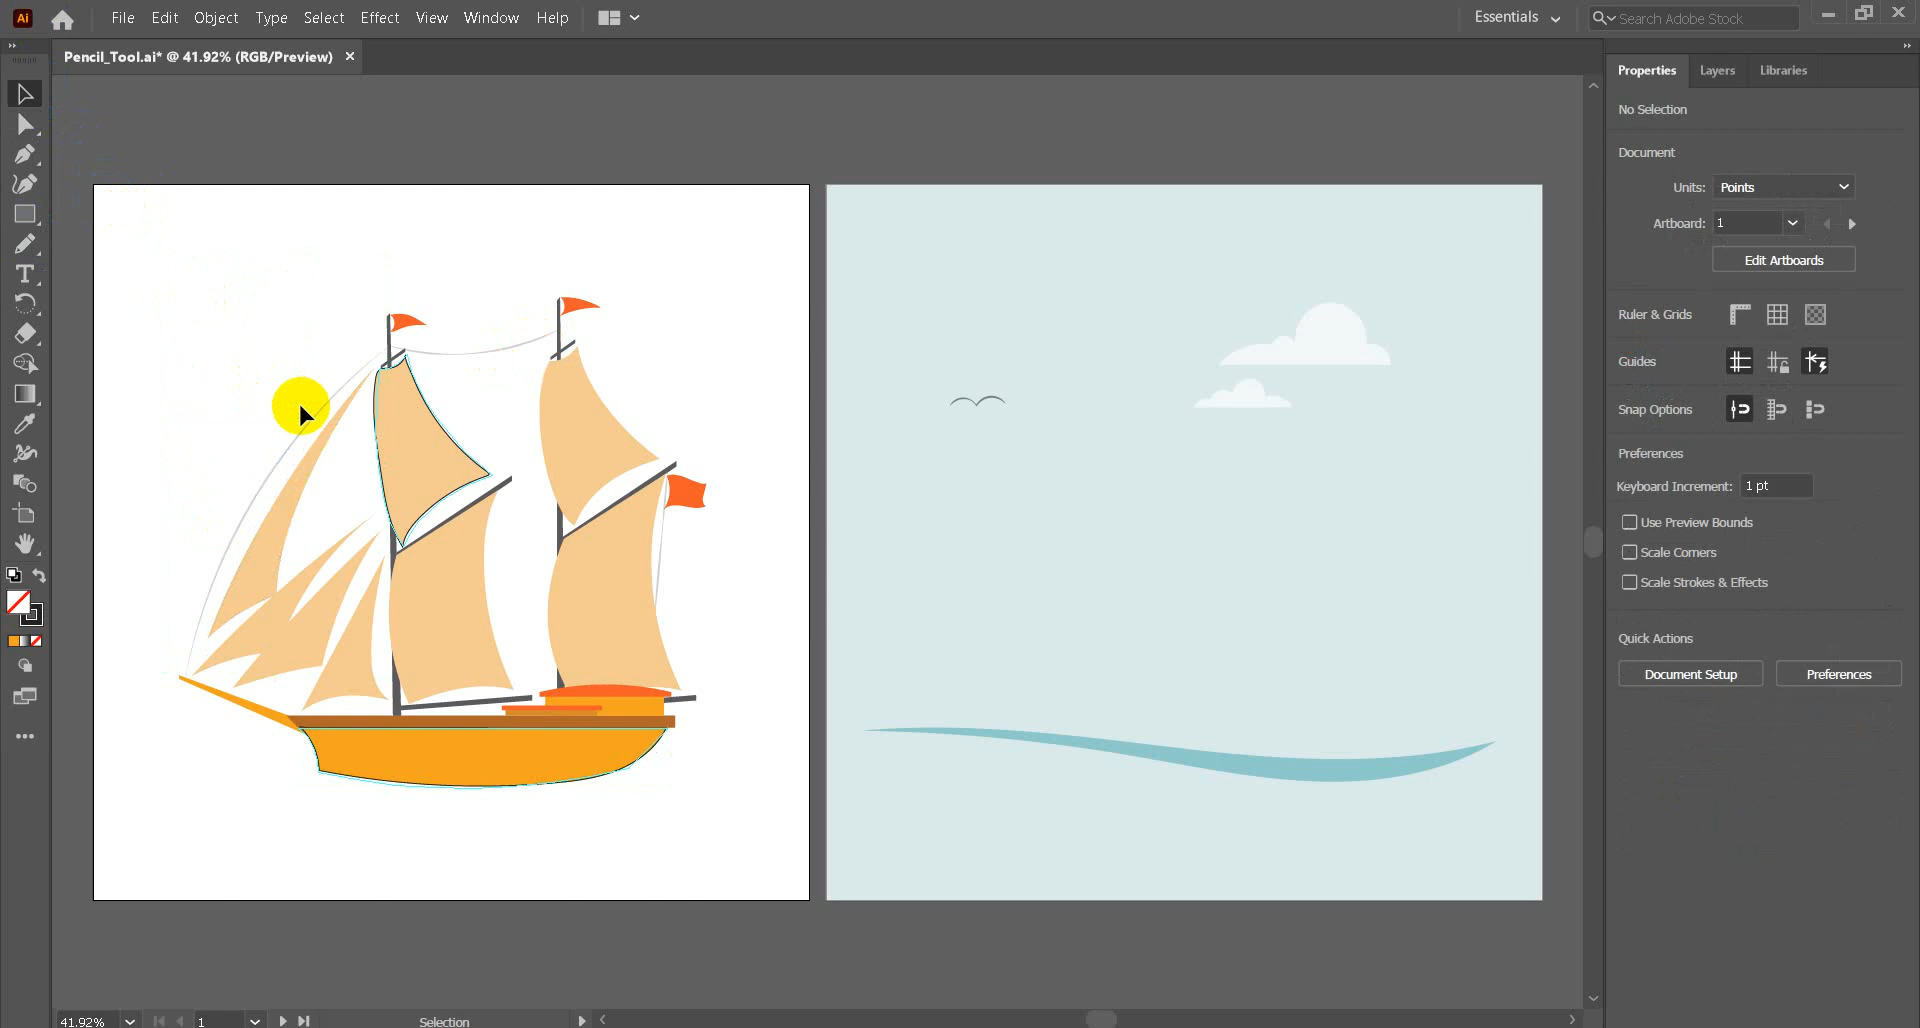 Ai File Edit Object Type Select Effect View Window Help Essentials Search Adobe Stock
Pencil_Tool.ai* @ 41.92% (RGB/Preview) ×
Properties Layers Libraries
No Selection
Document
Units: Points
Artboard: 1
Edit Artboards
Ruler & Grids
Guides
Snap Options
Preferences
Keyboard Increment: 1 pt
Use Preview Bounds
Scale Corners
Scale Strokes & Effects
Quick Actions
Document Setup Preferences
T
41.92% 1 Selection